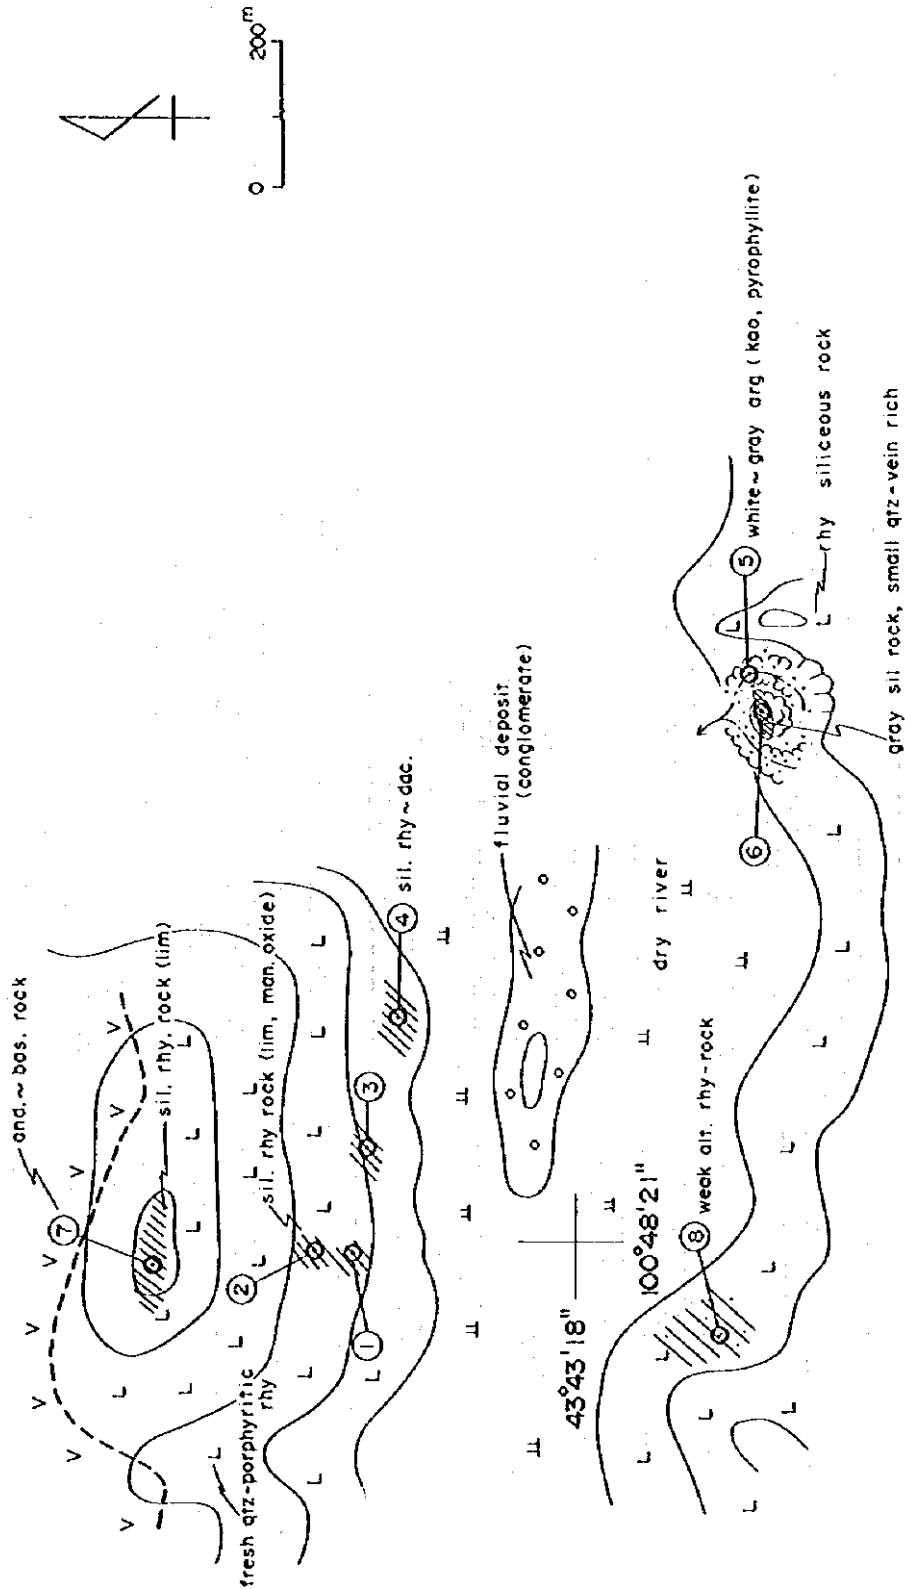 0 200m
and.~bas. rock
7
sil. rhy. rock (lim)
2
sil. rhy rock (lim, man. oxide)
fresh qtz-porphyritic
rhy
1
3
4 sil. rhy~dac.
fluvial deposit
(conglomerate)
43°43'18"
100°48'21"
dry river
8 weak alt. rhy-rock
6
5 white~gray arg (kao, pyrophyllite)
rhy siliceous rock
gray sil rock, small qtz-vein rich